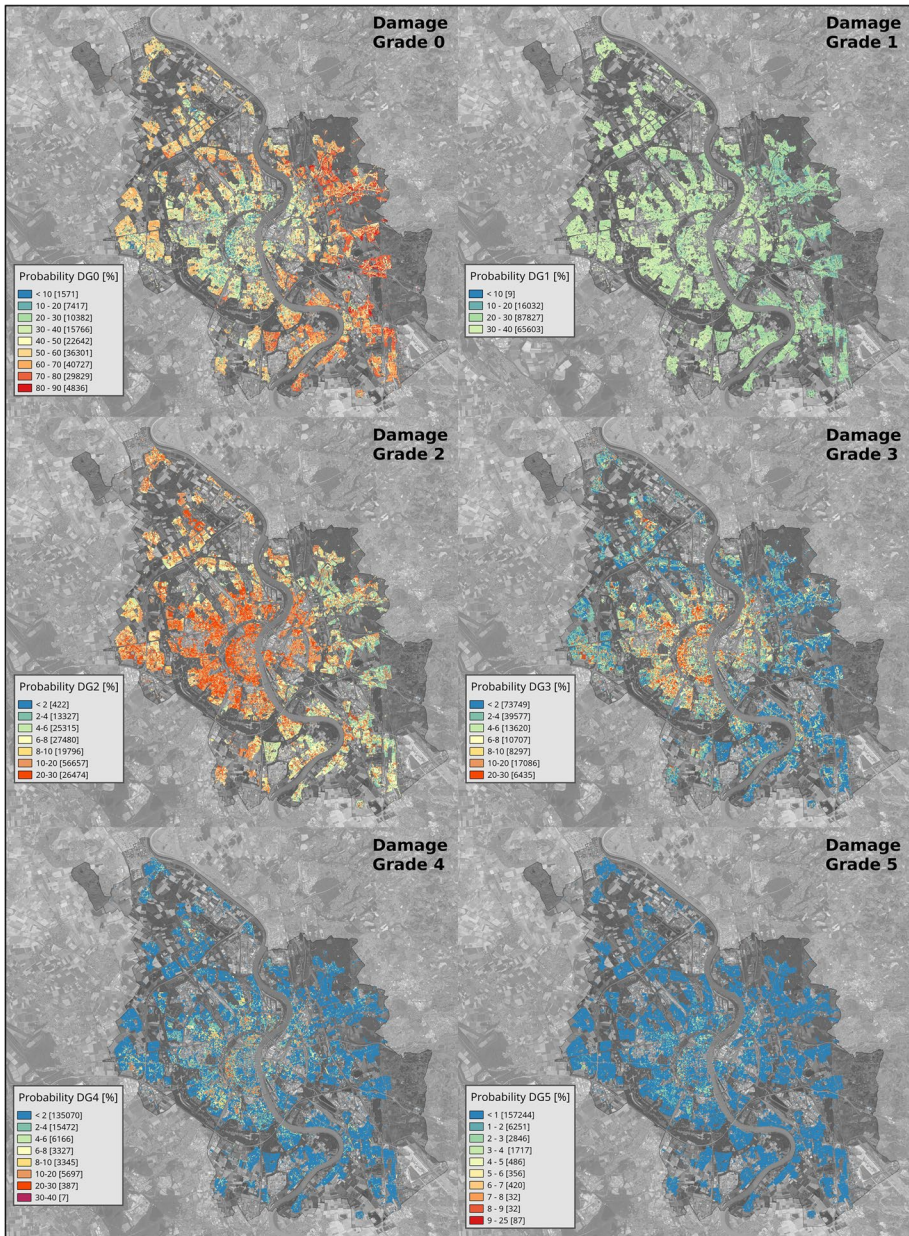 Damage
Grade 0
Probability DG0 [%]
< 10 [1571]
10 - 20 [7417]
20 - 30 [10382]
30 - 40 [15766]
40 - 50 [22642]
50 - 60 [36301]
60 - 70 [40727]
70 - 80 [29829]
80 - 90 [4836]
Damage
Grade 1
Probability DG1 [%]
< 10 [9]
10 - 20 [16032]
20 - 30 [87827]
30 - 40 [65603]
Damage
Grade 2
Probability DG2 [%]
< 2 [422]
2-4 [13327]
4-6 [25315]
6-8 [27480]
8-10 [19796]
10-20 [56657]
20-30 [26474]
Damage
Grade 3
Probability DG3 [%]
< 2 [73749]
2-4 [39577]
4-6 [13620]
6-8 [10707]
8-10 [8297]
10-20 [17086]
20-30 [6435]
Damage
Grade 4
Probability DG4 [%]
< 2 [135070]
2-4 [15472]
4-6 [6166]
6-8 [3327]
8-10 [3345]
10-20 [5697]
20-30 [387]
30-40 [7]
Damage
Grade 5
Probability DG5 [%]
< 1 [157244]
1 - 2 [6251]
2 - 3 [2846]
3 - 4 [1717]
4 - 5 [486]
5 - 6 [356]
6 - 7 [420]
7 - 8 [32]
8 - 9 [32]
9 - 25 [87]